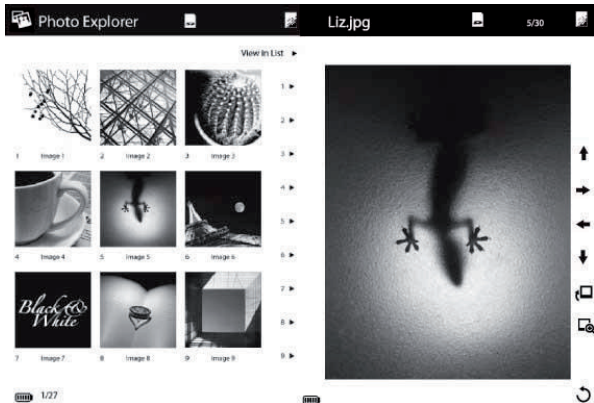 Photo Explorer
View in List
1
2
3
4
5
6
7
8
9
1 Image 1
2 Image 2
3 Image 3
4 Image 4
5 Image 5
6 Image 6
Black &
White
7 Image 7
8 Image 8
9 Image 9
1/27
Liz.jpg
5/30